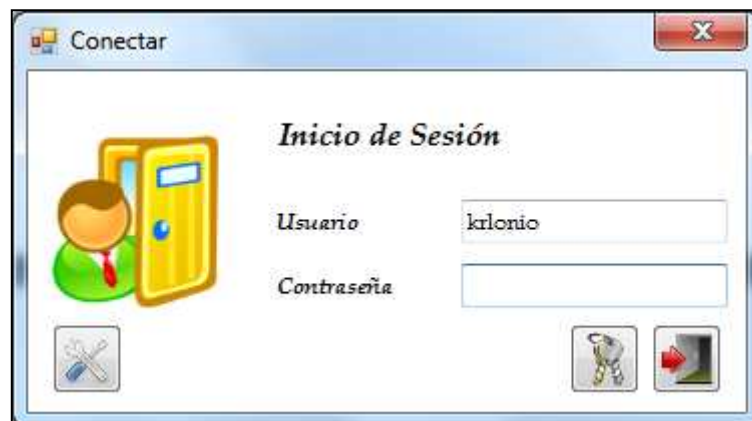 Conectar
Inicio de Sesión
Usuario krlonio
Contraseña